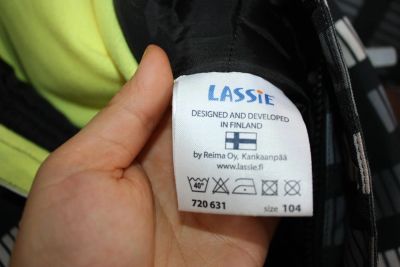 LASSiE
DESIGNED AND DEVELOPED
IN FINLAND
by Reima Oy, Kankaanpää
www.lassie.fi
40°
720 631 size 104